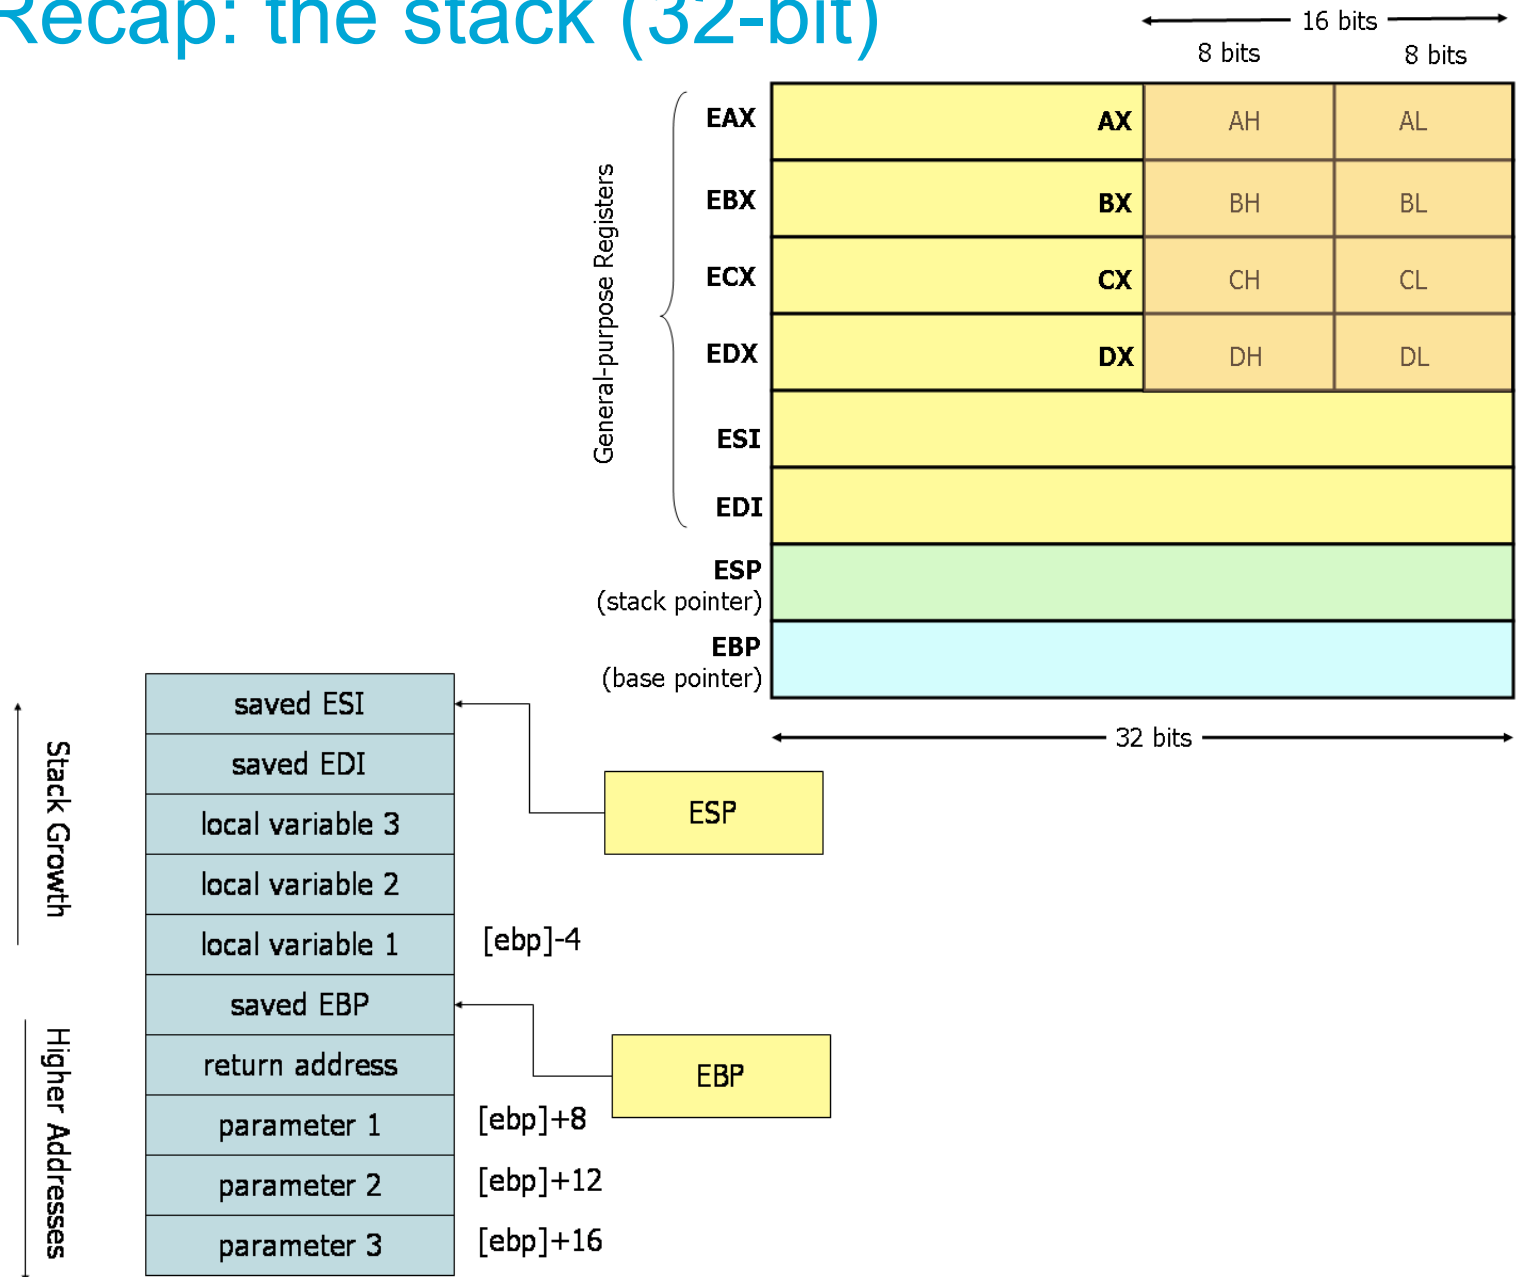 Recap: the stack (32-bit)
16 bits
8 bits
8 bits
General-purpose Registers
EAX
AX
AH
AL
EBX
BX
BH
BL
ECX
CX
CH
CL
EDX
DX
DH
DL
ESI
EDI
ESP
(stack pointer)
EBP
(base pointer)
32 bits
Stack Growth
Higher Addresses
saved ESI
saved EDI
local variable 3
local variable 2
local variable 1
[ebp]-4
saved EBP
return address
parameter 1
[ebp]+8
parameter 2
[ebp]+12
parameter 3
[ebp]+16
ESP
EBP